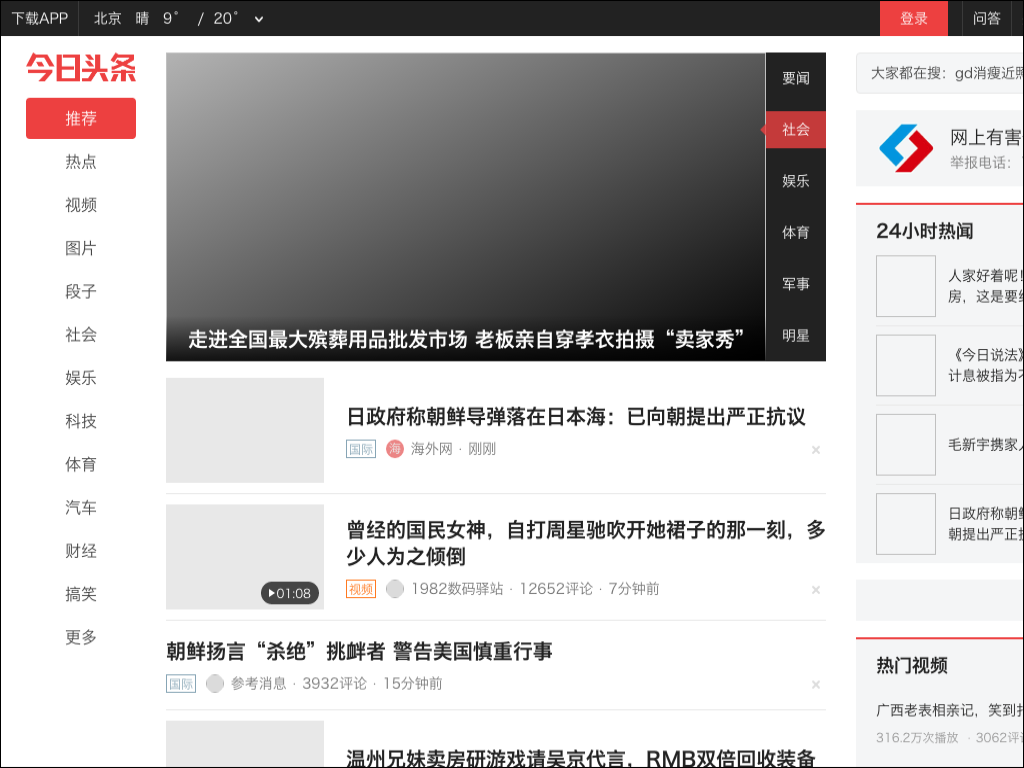 下载APP 北京 晴 9° / 20° 登录 问答
今日头条
推荐
热点
视频
图片
段子
社会
娱乐
科技
体育
汽车
财经
搞笑
更多
要闻
社会
娱乐
体育
军事
明星
走进全国最大殡葬用品批发市场 老板亲自穿孝衣拍摄“卖家秀”
日政府称朝鲜导弹落在日本海：已向朝提出严正抗议
国际 海 海外网 · 刚刚
曾经的国民女神，自打周星驰吹开她裙子的那一刻，多
少人为之倾倒
01:08
视频 1982数码驿站 · 12652评论 · 7分钟前
朝鲜扬言“杀绝”挑衅者 警告美国慎重行事
国际 参考消息 · 3932评论 · 15分钟前
温州兄妹卖房研游戏请吴京代言，RMB双倍回收装备
大家都在搜：gd消瘦近照
网上有害
举报电话：
24小时热闻
人家好着呢！
房，这是要
《今日说法》
计息被指为不
毛新宇携家人
日政府称朝鲜
朝提出严正抗
热门视频
广西老表相亲记，笑到
316.2万次播放 · 3062评论